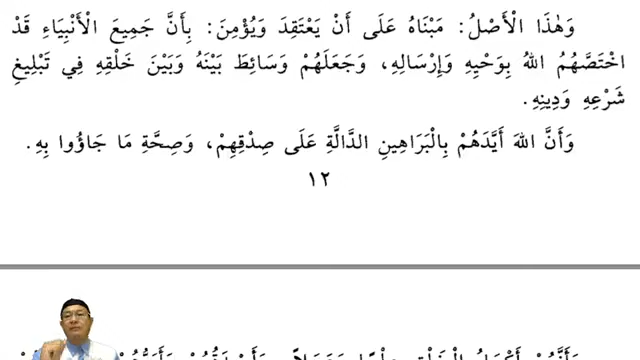 وَهٰذَا الْأَصْلُ: مَبْنَاهُ عَلَى أَنْ يَعْتَقِدَ وَيُؤْمِنَ: بِأَنَّ جَمِيعَ الْأَنْبِيَاءِ قَدْ
اخْتَصَّهُمُ اللهُ بِوَحْيِهِ وَإِرْسَالِهِ، وَجَعَلَهُمْ وَسَائِطَ بَيْنَهُ وَبَيْنَ خَلْقِهِ فِي تَبْلِيغِ
شَرْعِهِ وَدِينِهِ.
وَأَنَّ اللهَ أَيَّدَهُمْ بِالْبَرَاهِينِ الدَّالَّةِ عَلَى صِدْقِهِمْ، وَصِحَّةِ مَا جَاؤُوا بِهِ.
١٢